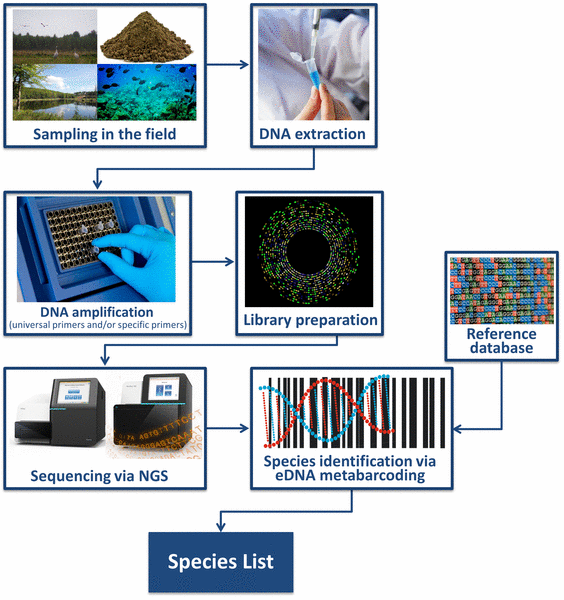 Sampling in the field
DNA extraction
DNA amplification
(universal primers and/or specific primers)
Library preparation
Reference
database
Sequencing via NGS
Species identification via
eDNA metabarcoding
Species List